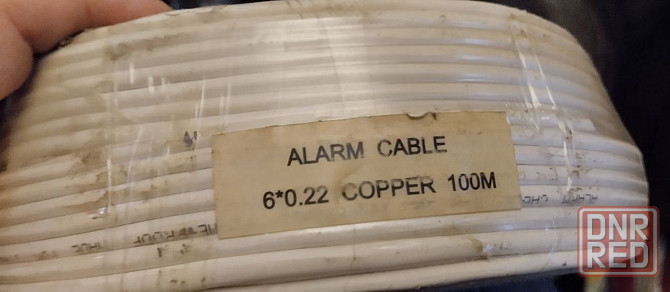 ALARM CABLE
6*0.22 COPPER 100M
DNR
RED